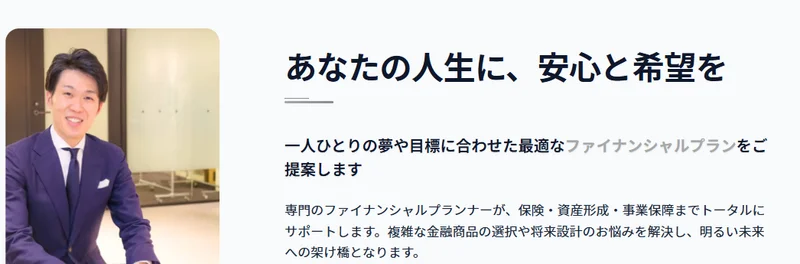 あなたの人生に、安心と希望を
一人ひとりの夢や目標に合わせた最適なファイナンシャルプランをご
提案します
専門のファイナンシャルプランナーが、保険・資産形成・事業保障までトータルに
サポートします。複雑な金融商品の選択や将来設計のお悩みを解決し、明るい未来
への架け橋となります。